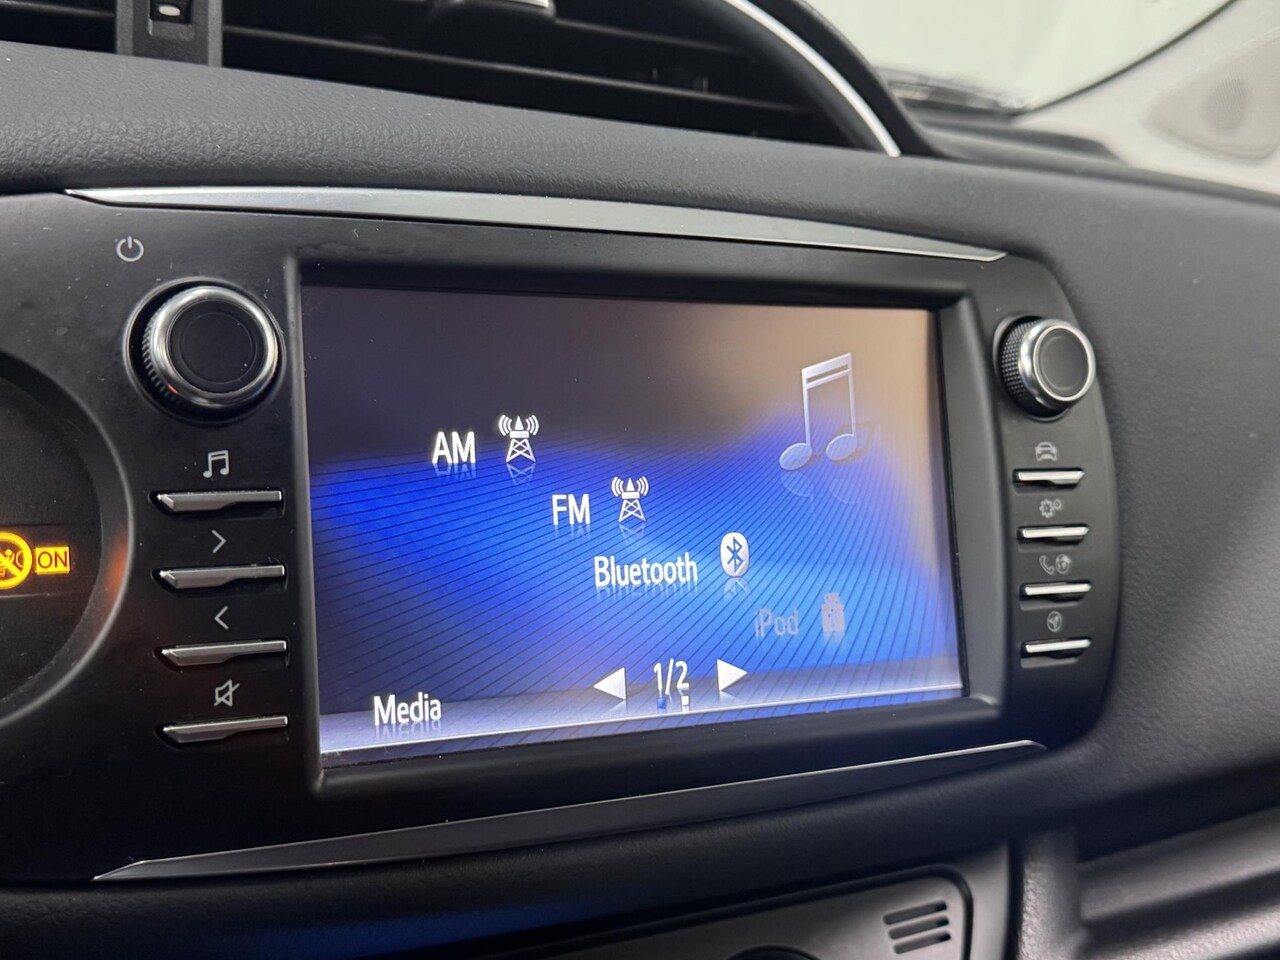 AM
FM
Bluetooth
iPod
1/2
Media
ON